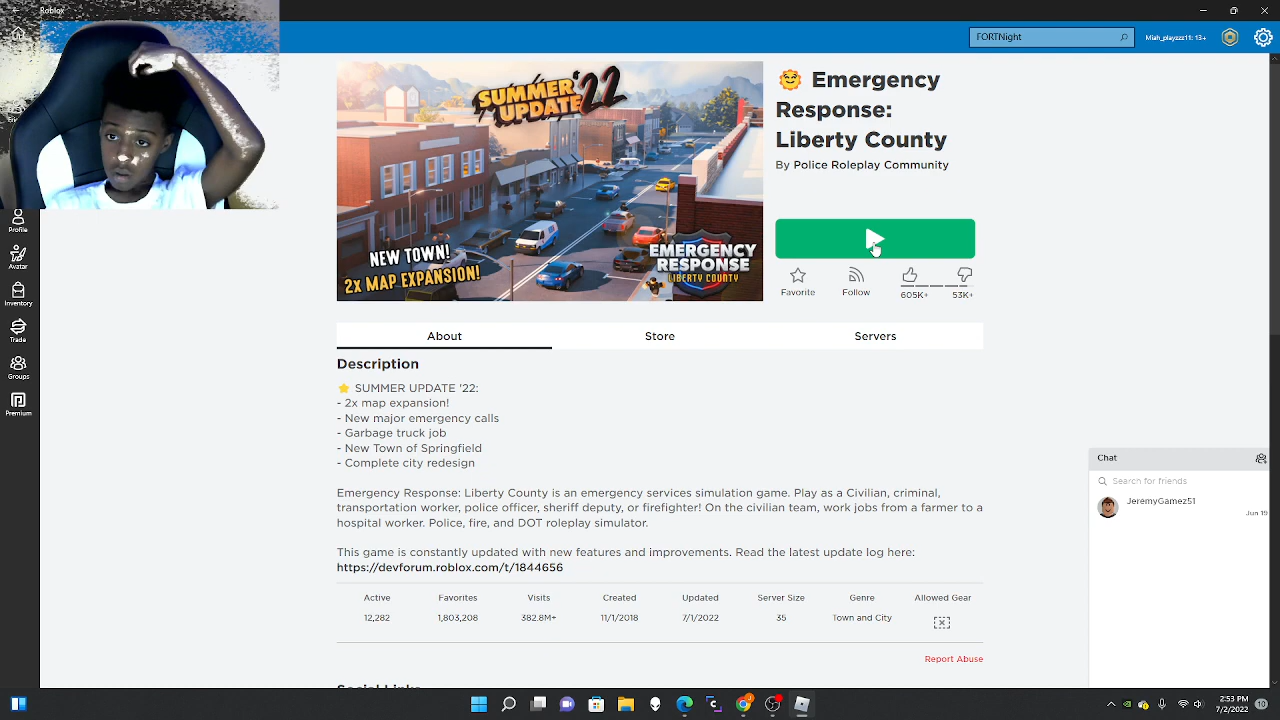 Roblox
FORTNight
Miah_playzzz11: 13+
SUMMER
UPDATE '22
NEW TOWN!
2X MAP EXPANSION!
EMERGENCY
RESPONSE
LIBERTY COUNTY
Emergency
Response:
Liberty County
By Police Roleplay Community
Favorite
Follow
605K+
53K+
Profile
Avatar
Inventory
Trade
Groups
Premium
About
Store
Servers
Description
SUMMER UPDATE '22:
- 2x map expansion!
- New major emergency calls
- Garbage truck job
- New Town of Springfield
- Complete city redesign
Emergency Response: Liberty County is an emergency services simulation game. Play as a Civilian, criminal,
transportation worker, police officer, sheriff deputy, or firefighter! On the civilian team, work jobs from a farmer to a
hospital worker. Police, fire, and DOT roleplay simulator.
This game is constantly updated with new features and improvements. Read the latest update log here:
https://devforum.roblox.com/t/1844656
Active Favorites Visits Created Updated Server Size Genre Allowed Gear
12,282 1,803,208 382.8M+ 11/1/2018 7/1/2022 35 Town and City
Report Abuse
Social Links
Chat
Search for friends
JeremyGamez51
Jun 19
2:53 PM
7/2/2022
10